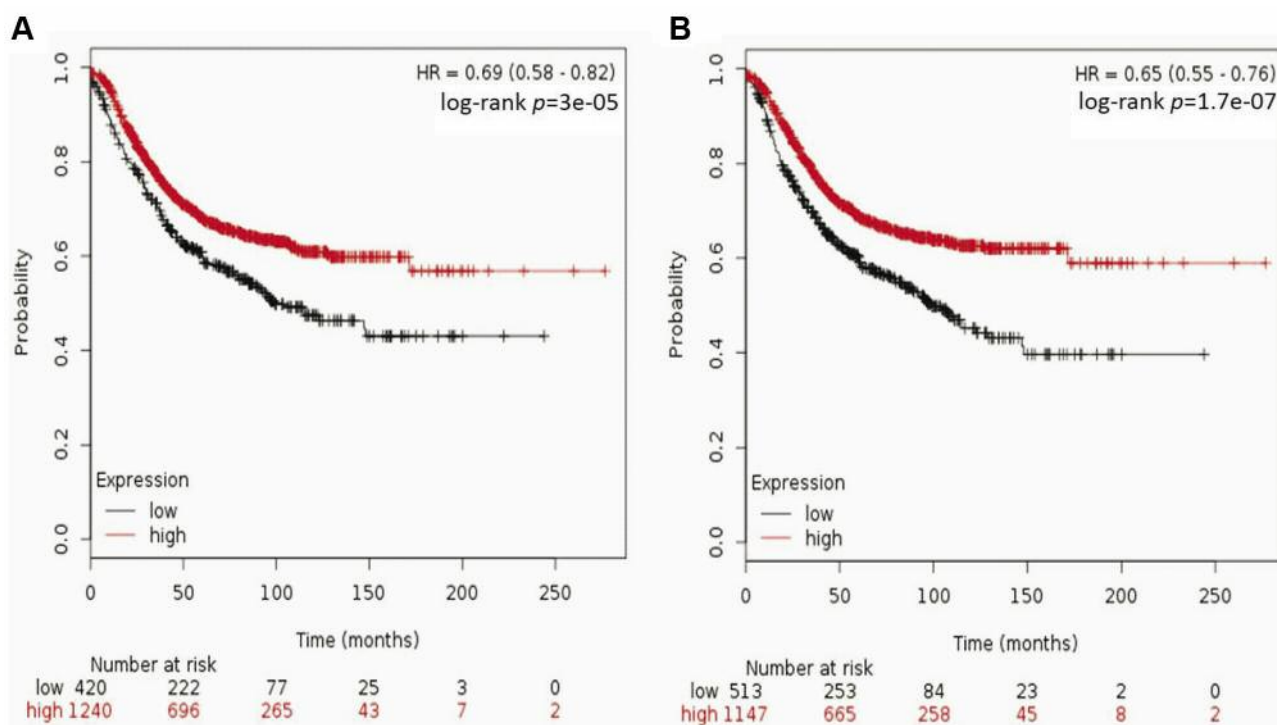 A
HR = 0.69 (0.58 - 0.82)
log-rank p=3e-05
1.0
0.8
0.6
0.4
0.2
0.0
Probability
Expression
low
high
0 50 100 150 200 250
Time (months)
Number at risk
low 420 222 77 25 3 0
high 1240 696 265 43 7 2
B
HR = 0.65 (0.55 - 0.76)
log-rank p=1.7e-07
1.0
0.8
0.6
0.4
0.2
0.0
Probability
Expression
low
high
0 50 100 150 200 250
Time (months)
Number at risk
low 513 253 84 23 2 0
high 1147 665 258 45 8 2